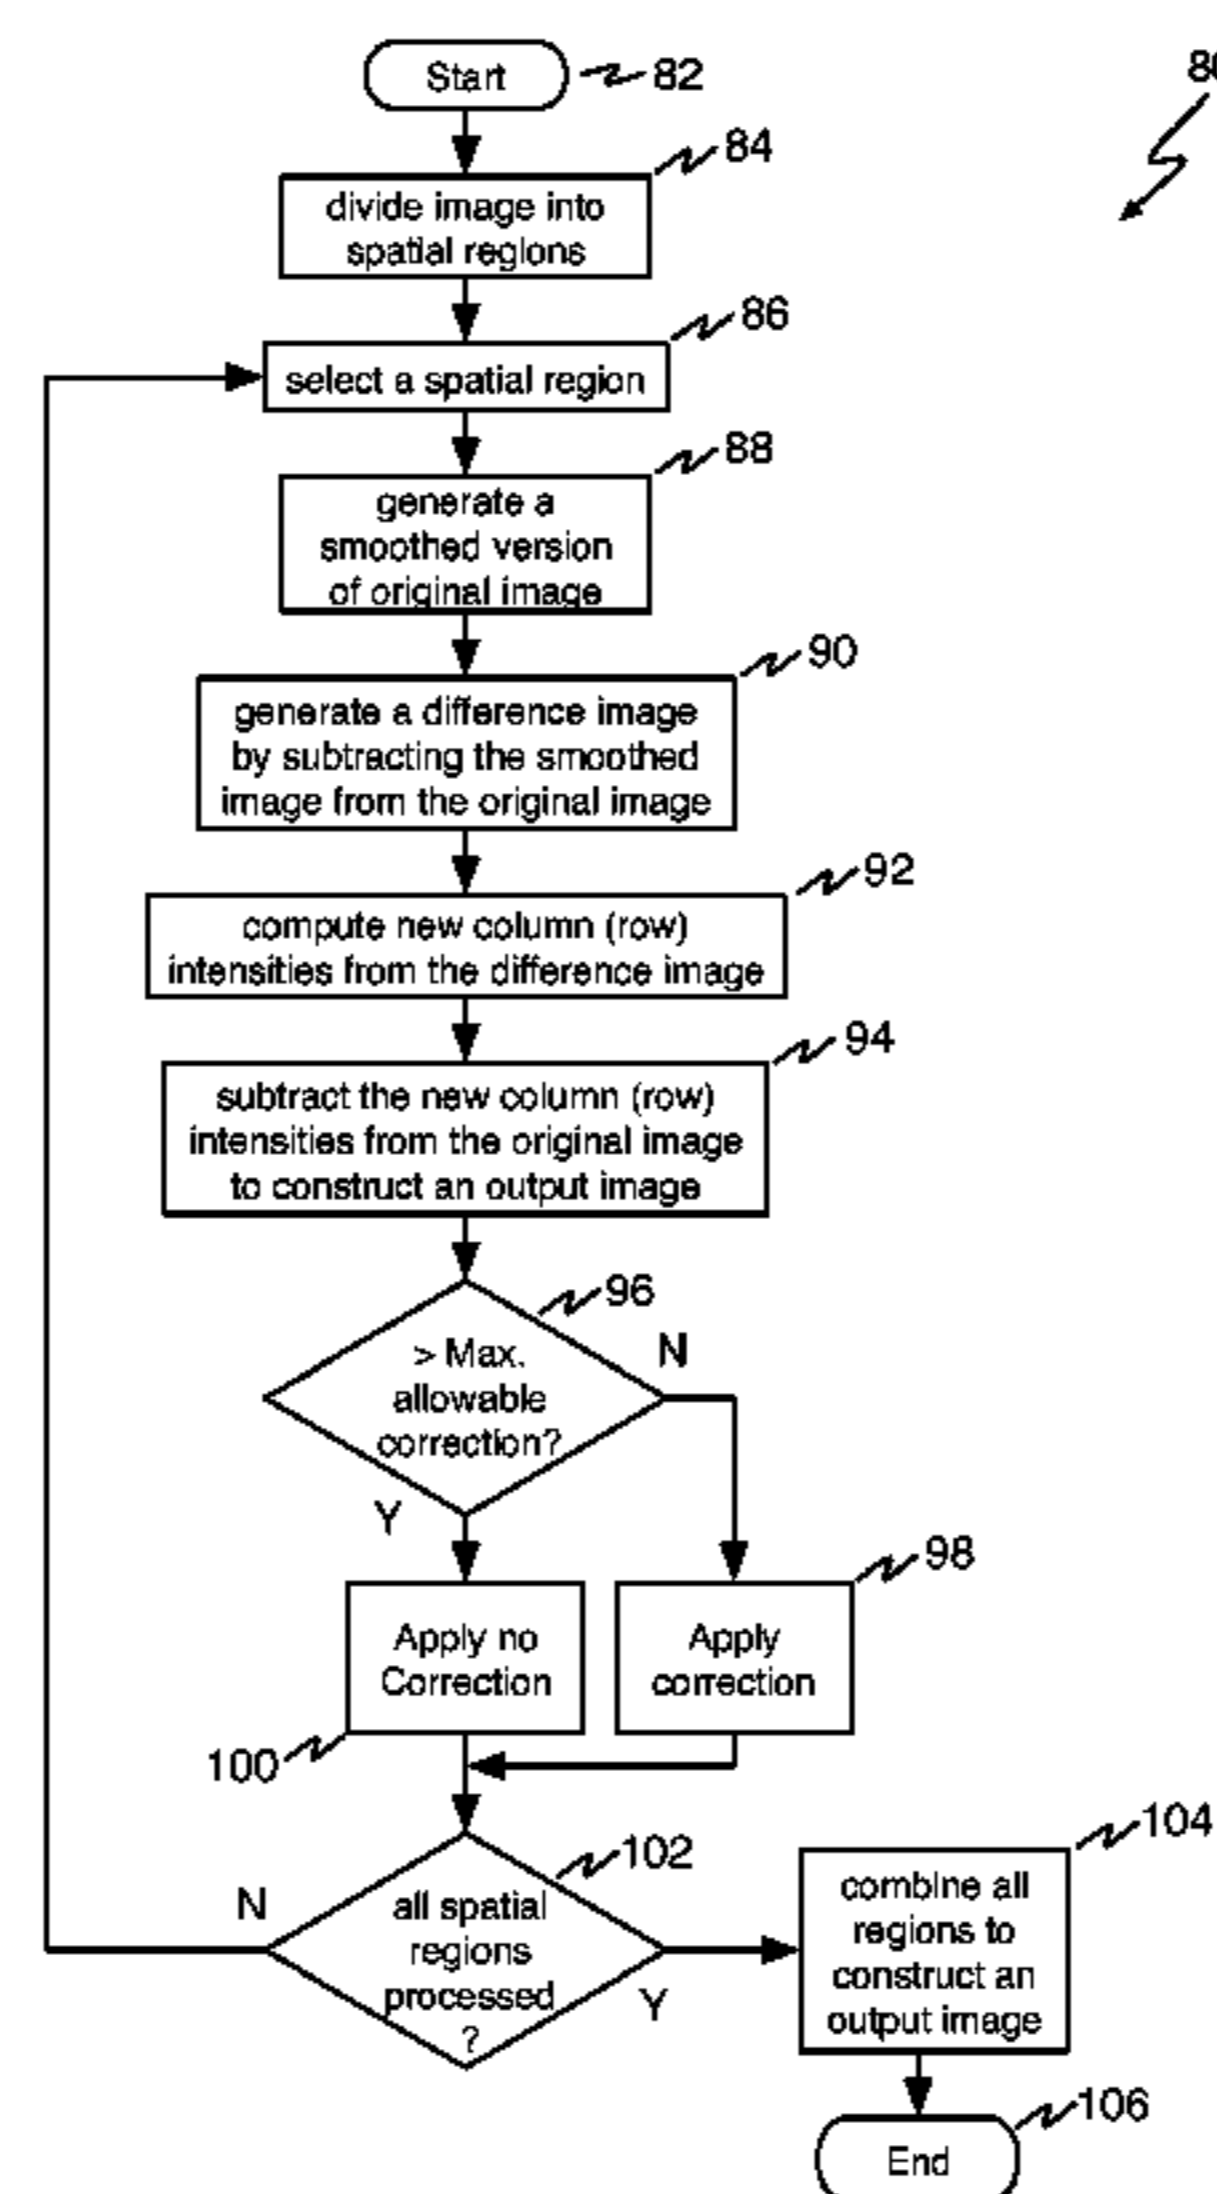 Start
82
80
84
divide image into
spatial regions
86
select a spatial region
88
generate a
smoothed version
of original image
90
generate a difference image
by subtracting the smoothed
image from the original image
92
compute new column (row)
intensities from the difference image
94
subtract the new column (row)
intensities from the original image
to construct an output image
96
> Max.
allowable
correction?
N
Y
98
Apply no
Correction
Apply
correction
100
102
104
N
all spatial
regions
processed
?
Y
combine all
regions to
construct an
output image
106
End